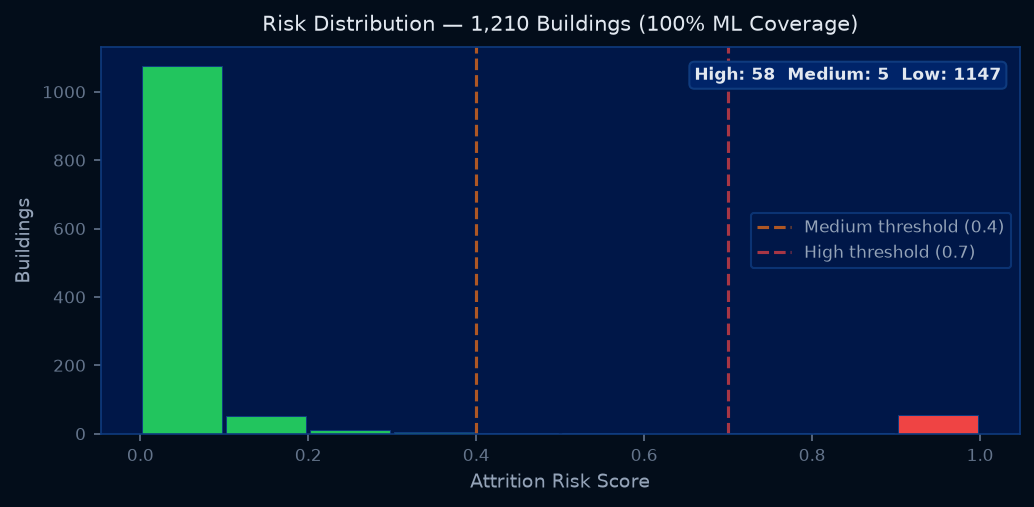 Risk Distribution — 1,210 Buildings (100% ML Coverage)
High: 58  Medium: 5  Low: 1147
1000
800
600
400
200
0
Buildings
Medium threshold (0.4)
High threshold (0.7)
0.0 0.2 0.4 0.6 0.8 1.0
Attrition Risk Score